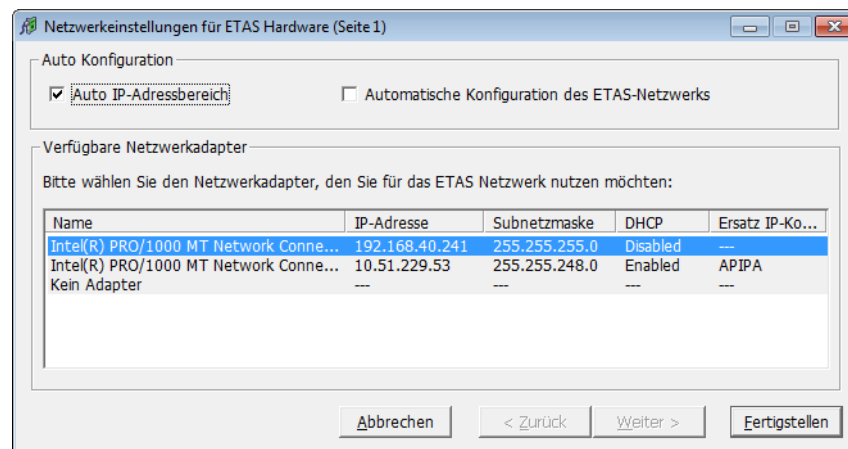 Netzwerkeinstellungen für ETAS Hardware (Seite 1)
Auto Konfiguration
Auto IP-Adressbereich
Automatische Konfiguration des ETAS-Netzwerks
Verfügbare Netzwerkadapter
Bitte wählen Sie den Netzwerkadapter, den Sie für das ETAS Netzwerk nutzen möchten:
Name IP-Adresse Subnetzmaske DHCP Ersatz IP-Ko...
Intel(R) PRO/1000 MT Network Conne... 192.168.40.241 255.255.255.0 Disabled ---
Intel(R) PRO/1000 MT Network Conne... 10.51.229.53 255.255.248.0 Enabled APIPA
Kein Adapter --- --- --- ---
Abbrechen < Zurück Weiter > Fertigstellen